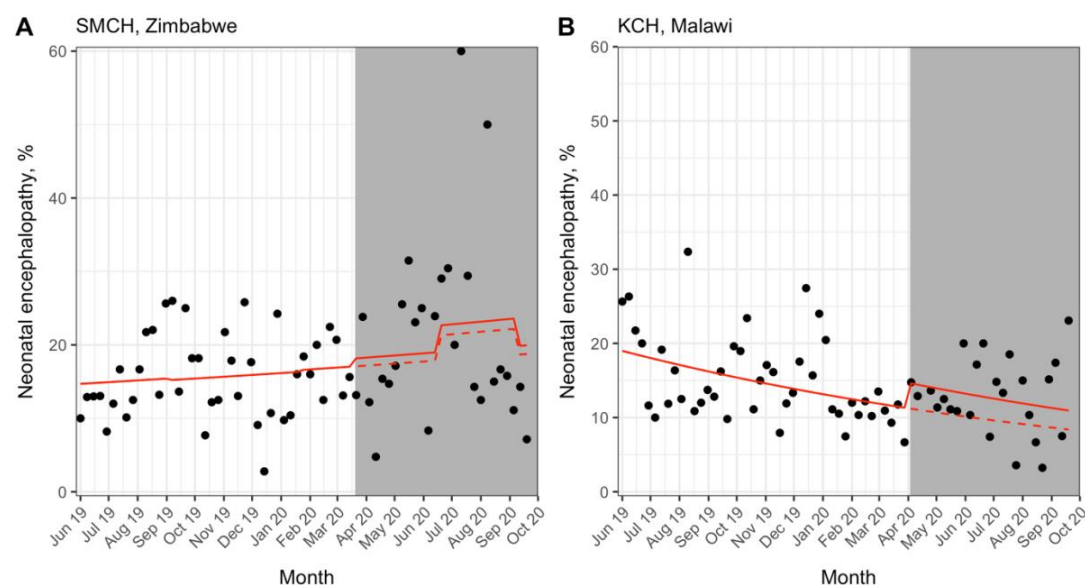 A SMCH, Zimbabwe
Neonatal encephalopathy, %
60
40
20
0
Jun 19 Jul 19 Aug 19 Sep 19 Oct 19 Nov 19 Dec 19 Jan 20 Feb 20 Mar 20 Apr 20 May 20 Jun 20 Jul 20 Aug 20 Sep 20 Oct 20
Month
B KCH, Malawi
Neonatal encephalopathy, %
60
50
40
30
20
10
0
Jun 19 Jul 19 Aug 19 Sep 19 Oct 19 Nov 19 Dec 19 Jan 20 Feb 20 Mar 20 Apr 20 May 20 Jun 20 Jul 20 Aug 20 Sep 20 Oct 20
Month